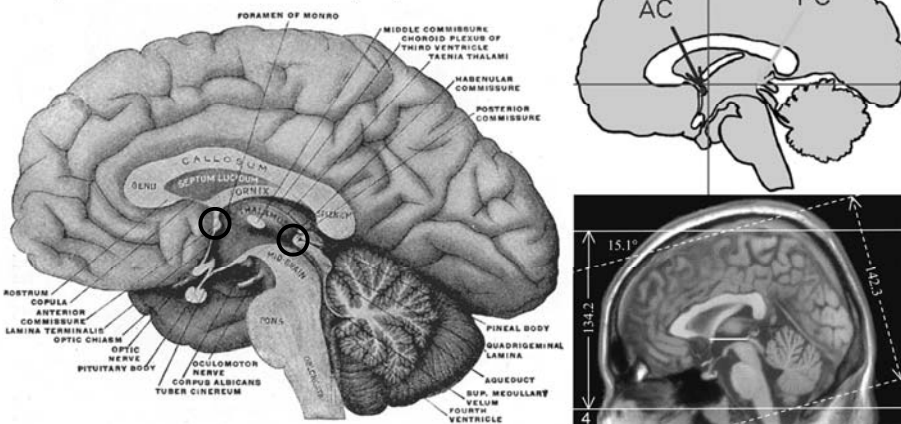 FORAMEN OF MONRO
MIDDLE COMMISSURE
CHOROID PLEXUS OF
THIRD VENTRICLE
TAENIA THALAMI
HABENULAR
COMMISSURE
POSTERIOR
COMMISSURE
CALLOSUM
GENU
SEPTUM LUCIDUM
FORNIX
THALAMUS
MID BRAIN
PONS
ROSTRUM
COPULA
ANTERIOR
COMMISSURE
LAMINA TERMINALIS
OPTIC CHIASM
OPTIC
NERVE
PITUITARY BODY
OCULOMOTOR
NERVE
CORPUS ALBICANS
TUBER CINEREUM
PINEAL BODY
QUADRIGEMINAL
LAMINA
AQUEDUCT
SUP. MEDULLARY
VELUM
FOURTH
VENTRICLE
AC
15.1°
134.2
142.3
4